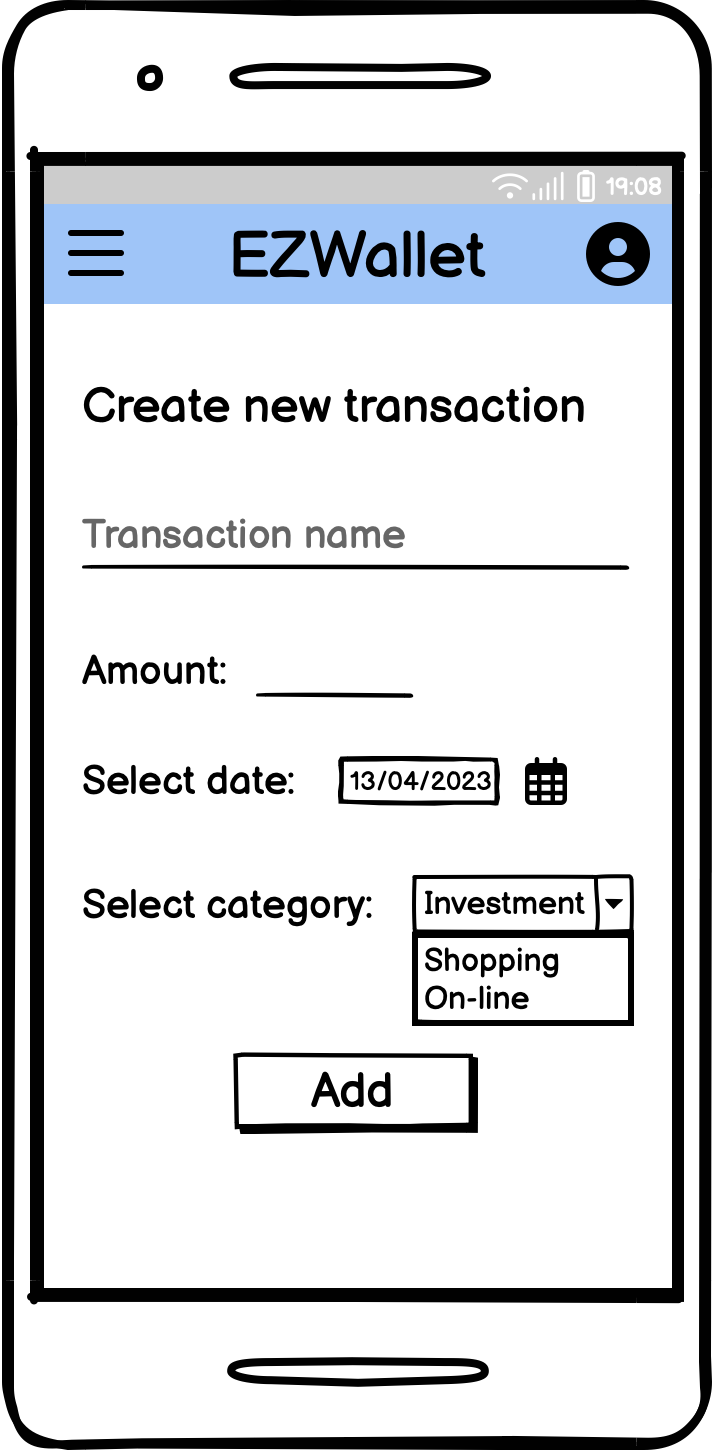 19:08
EZWallet
Create new transaction
Transaction name
Amount:
Select date: 13/04/2023
Select category: Investment
Shopping
On-line
Add